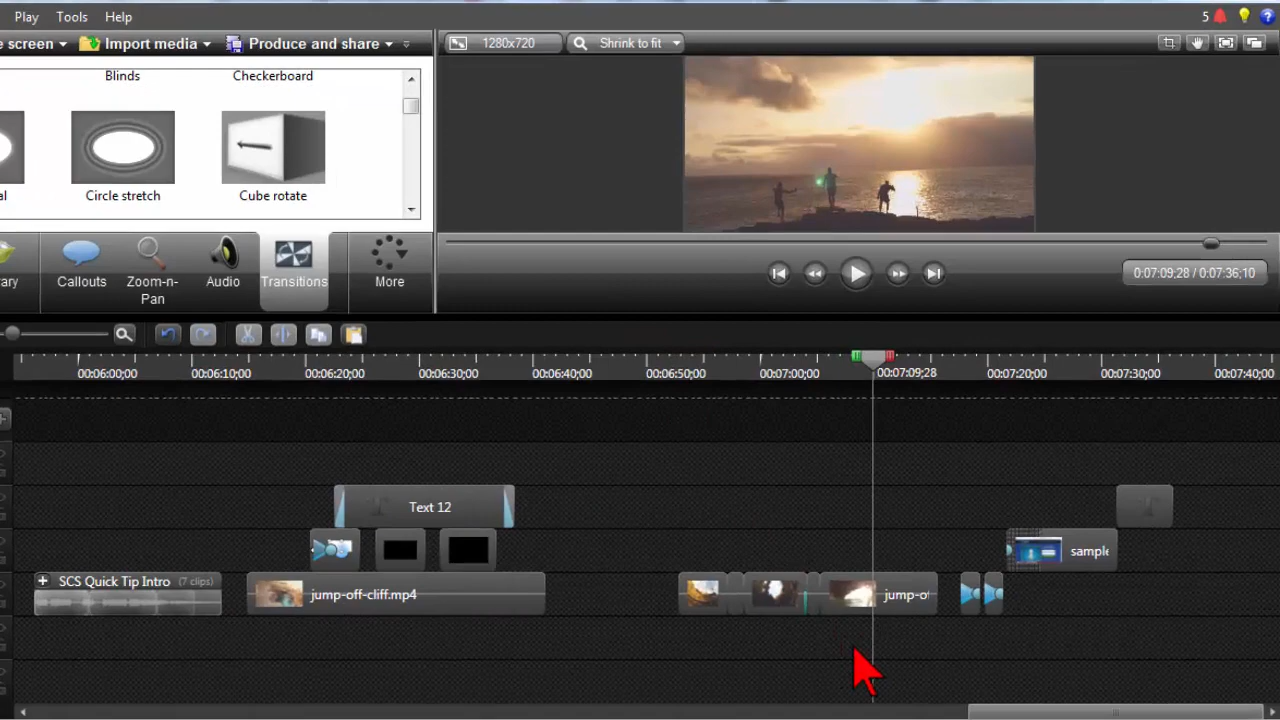 Play Tools Help 5
e screen Import media Produce and share 1280x720 Shrink to fit
Blinds Checkerboard
al Circle stretch Cube rotate
rary Callouts Zoom-n-Pan Audio Transitions More 0:07:09;28 / 0:07:36;10
00:06:00;00 00:06:10;00 00:06:20;00 00:06:30;00 00:06:40;00 00:06:50;00 00:07:00;00 00:07:09;28 00:07:20;00 00:07:30;00 00:07:40;00
Text 12
sample
SCS Quick Tip Intro (7 clips) jump-off-cliff.mp4 jump-of